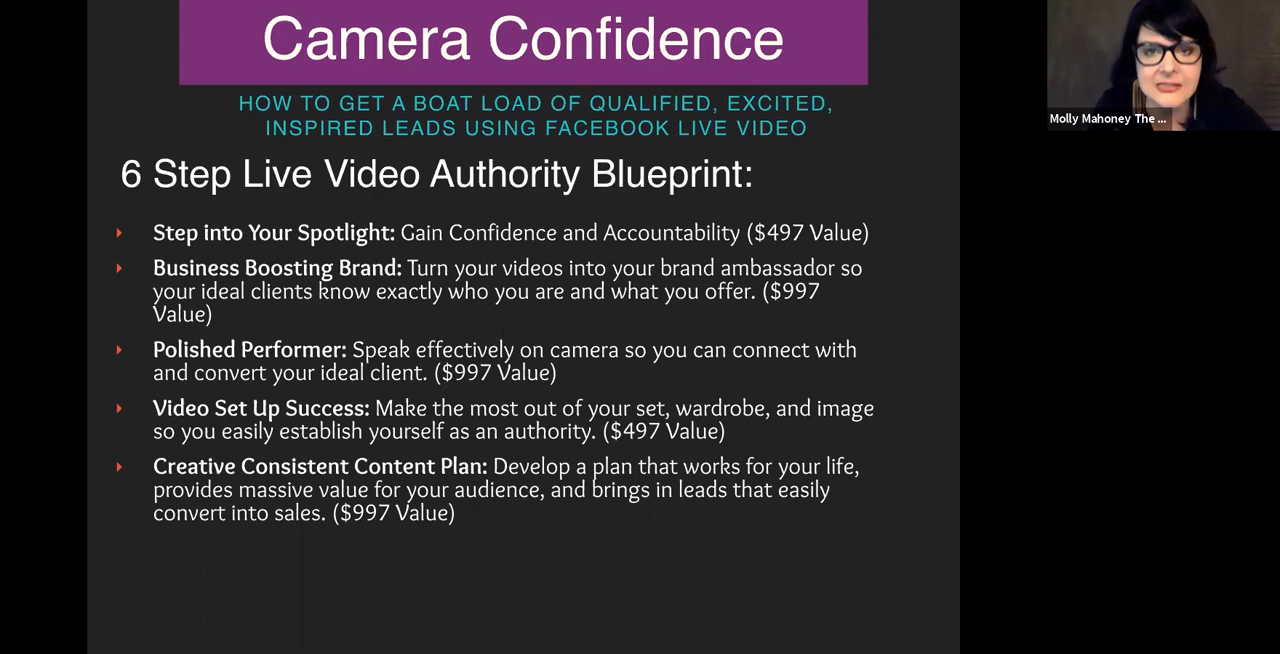 Camera Confidence
HOW TO GET A BOAT LOAD OF QUALIFIED, EXCITED,
INSPIRED LEADS USING FACEBOOK LIVE VIDEO
6 Step Live Video Authority Blueprint:
Step into Your Spotlight: Gain Confidence and Accountability ($497 Value)
Business Boosting Brand: Turn your videos into your brand ambassador so
your ideal clients know exactly who you are and what you offer. ($997
Value)
Polished Performer: Speak effectively on camera so you can connect with
and convert your ideal client. ($997 Value)
Video Set Up Success: Make the most out of your set, wardrobe, and image
so you easily establish yourself as an authority. ($497 Value)
Creative Consistent Content Plan: Develop a plan that works for your life,
provides massive value for your audience, and brings in leads that easily
convert into sales. ($997 Value)
Molly Mahoney The ...